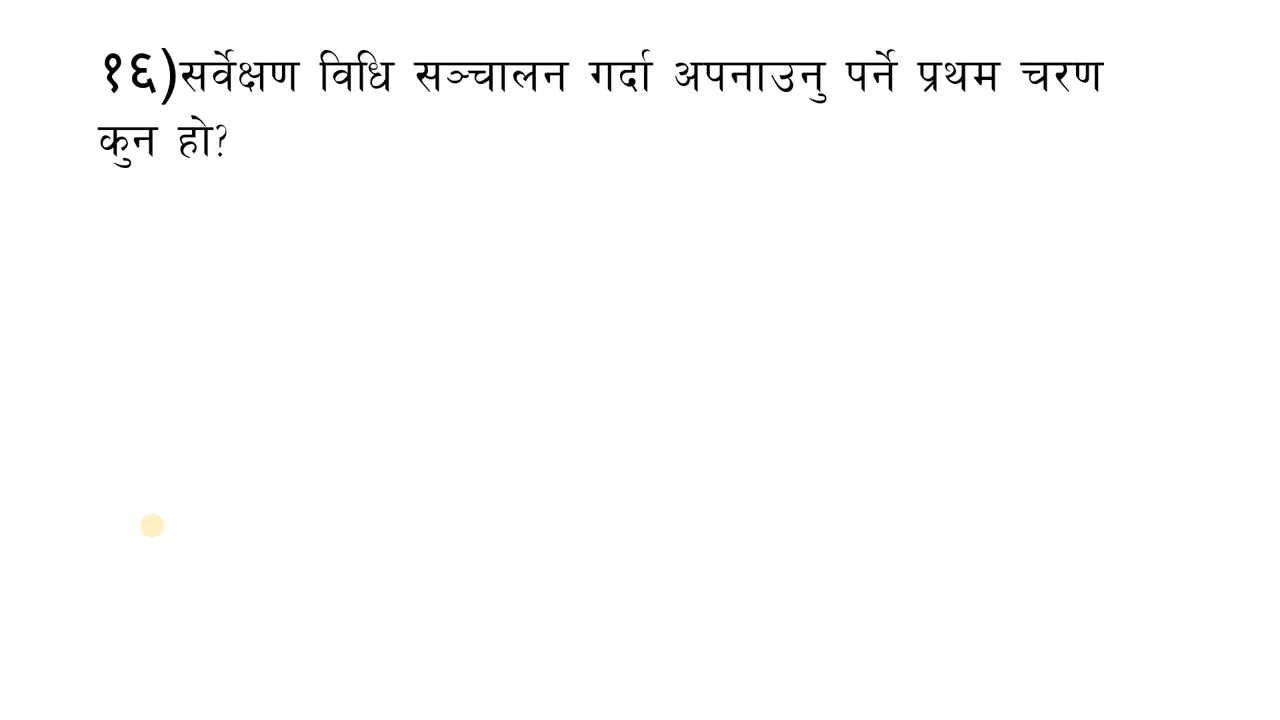 १६)सर्वेक्षण विधि सञ्चालन गर्दा अपनाउनु पर्ने प्रथम चरण
कुन हो?